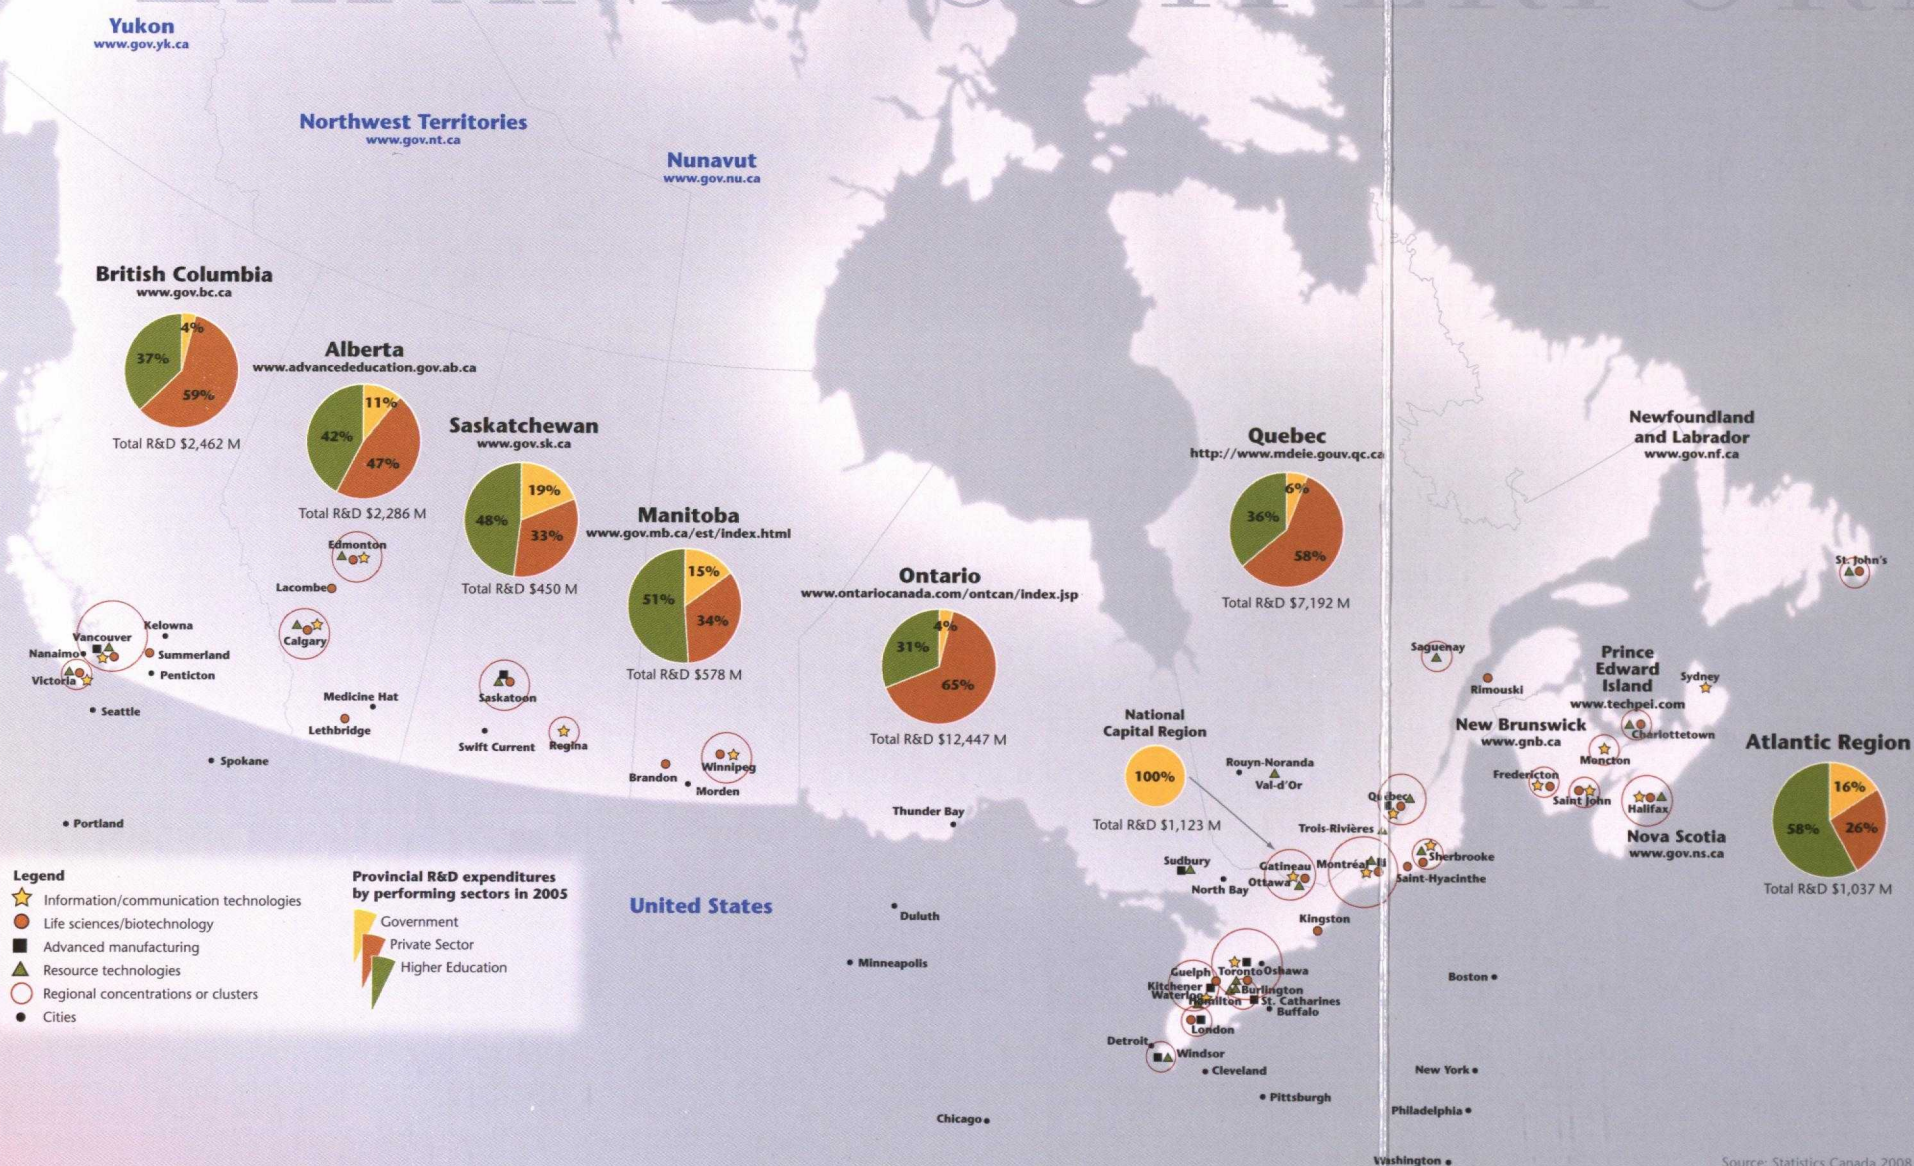 Yukon
www.gov.yk.ca
Northwest Territories
www.gov.nt.ca
Nunavut
www.gov.nu.ca
British Columbia
www.gov.bc.ca
4%
37%
59%
Total R&D $2,462 M
Alberta
www.advancededucation.gov.ab.ca
11%
42%
47%
Total R&D $2,286 M
Saskatchewan
www.gov.sk.ca
19%
48%
33%
Total R&D $450 M
Manitoba
www.gov.mb.ca/est/index.html
15%
51%
34%
Total R&D $578 M
Ontario
www.ontariocanada.com/ontcan/index.jsp
4%
31%
65%
Total R&D $12,447 M
Quebec
http://www.mdeie.gouv.qc.ca
6%
36%
58%
Total R&D $7,192 M
Newfoundland
and Labrador
www.gov.nf.ca
St. John's
Edmonton
Lacombe
Calgary
Kelowna
Vancouver
Nanaimo
Summerland
Penticton
Victoria
Seattle
Medicine Hat
Lethbridge
Saskatoon
Swift Current
Regina
Spokane
Brandon
Winnipeg
Morden
Portland
Thunder Bay
National
Capital Region
100%
Total R&D $1,123 M
Rouyn-Noranda
Val-d'Or
Saguenay
Rimouski
Prince
Edward
Island
www.techpei.com
Sydney
Charlottetown
New Brunswick
www.gnb.ca
Moncton
Fredericton
Saint John
Halifax
Nova Scotia
www.gov.ns.ca
Atlantic Region
16%
58%
26%
Total R&D $1,037 M
Québec
Trois-Rivières
Sherbrooke
Saint-Hyacinthe
Montréal
Gatineau
Ottawa
Sudbury
North Bay
Kingston
Guelph
Toronto
Oshawa
Kitchener
Waterloo
Burlington
Hamilton
St. Catharines
Buffalo
London
Detroit
Windsor
Cleveland
Pittsburgh
Chicago
Duluth
Minneapolis
United States
Boston
New York
Philadelphia
Washington
Legend
Information/communication technologies
Life sciences/biotechnology
Advanced manufacturing
Resource technologies
Regional concentrations or clusters
Cities
Provincial R&D expenditures
by performing sectors in 2005
Government
Private Sector
Higher Education
Source: Statistics Canada 2008